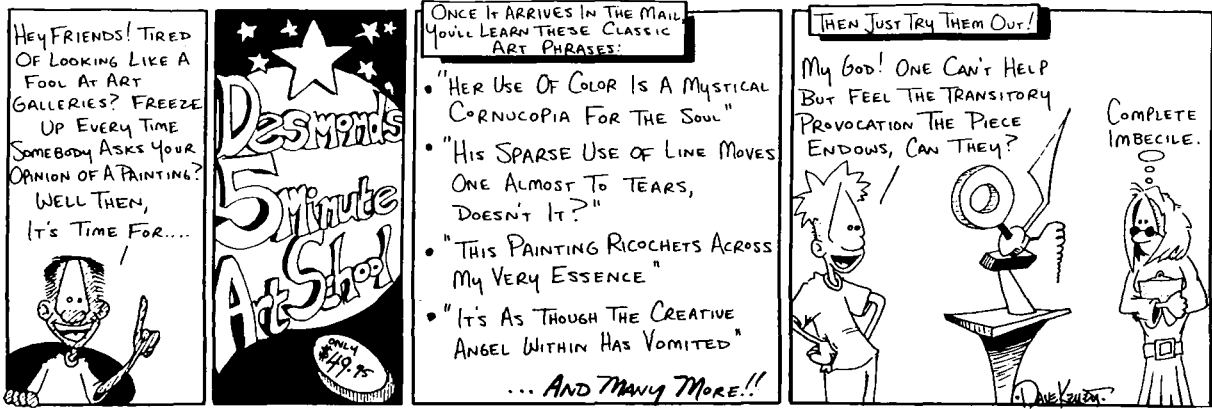 Hey Friends! Tired
Of Looking Like A
Fool At Art
Galleries? Freeze
Up Every Time
Somebody Asks Your
Opinion of A Painting?
Well Then,
It's Time For....
Desmond's
5 Minute
Art School
Only
$49.95
Once It Arrives In The Mail,
You'll Learn These Classic
Art Phrases:
• "Her Use Of Color Is A Mystical
Cornucopia For The Soul"
• "His Sparse Use of Line Moves
One Almost To Tears,
Doesn't It?"
• "This Painting Ricochets Across
My Very Essence"
• "It's As Though The Creative
Angel Within Has Vomited"
... And Many More!!
Then Just Try Them Out!
My God! One Can't Help
But Feel The Transitory
Provocation The Piece
Endows, Can They?
Complete
Imbecile.
Dave